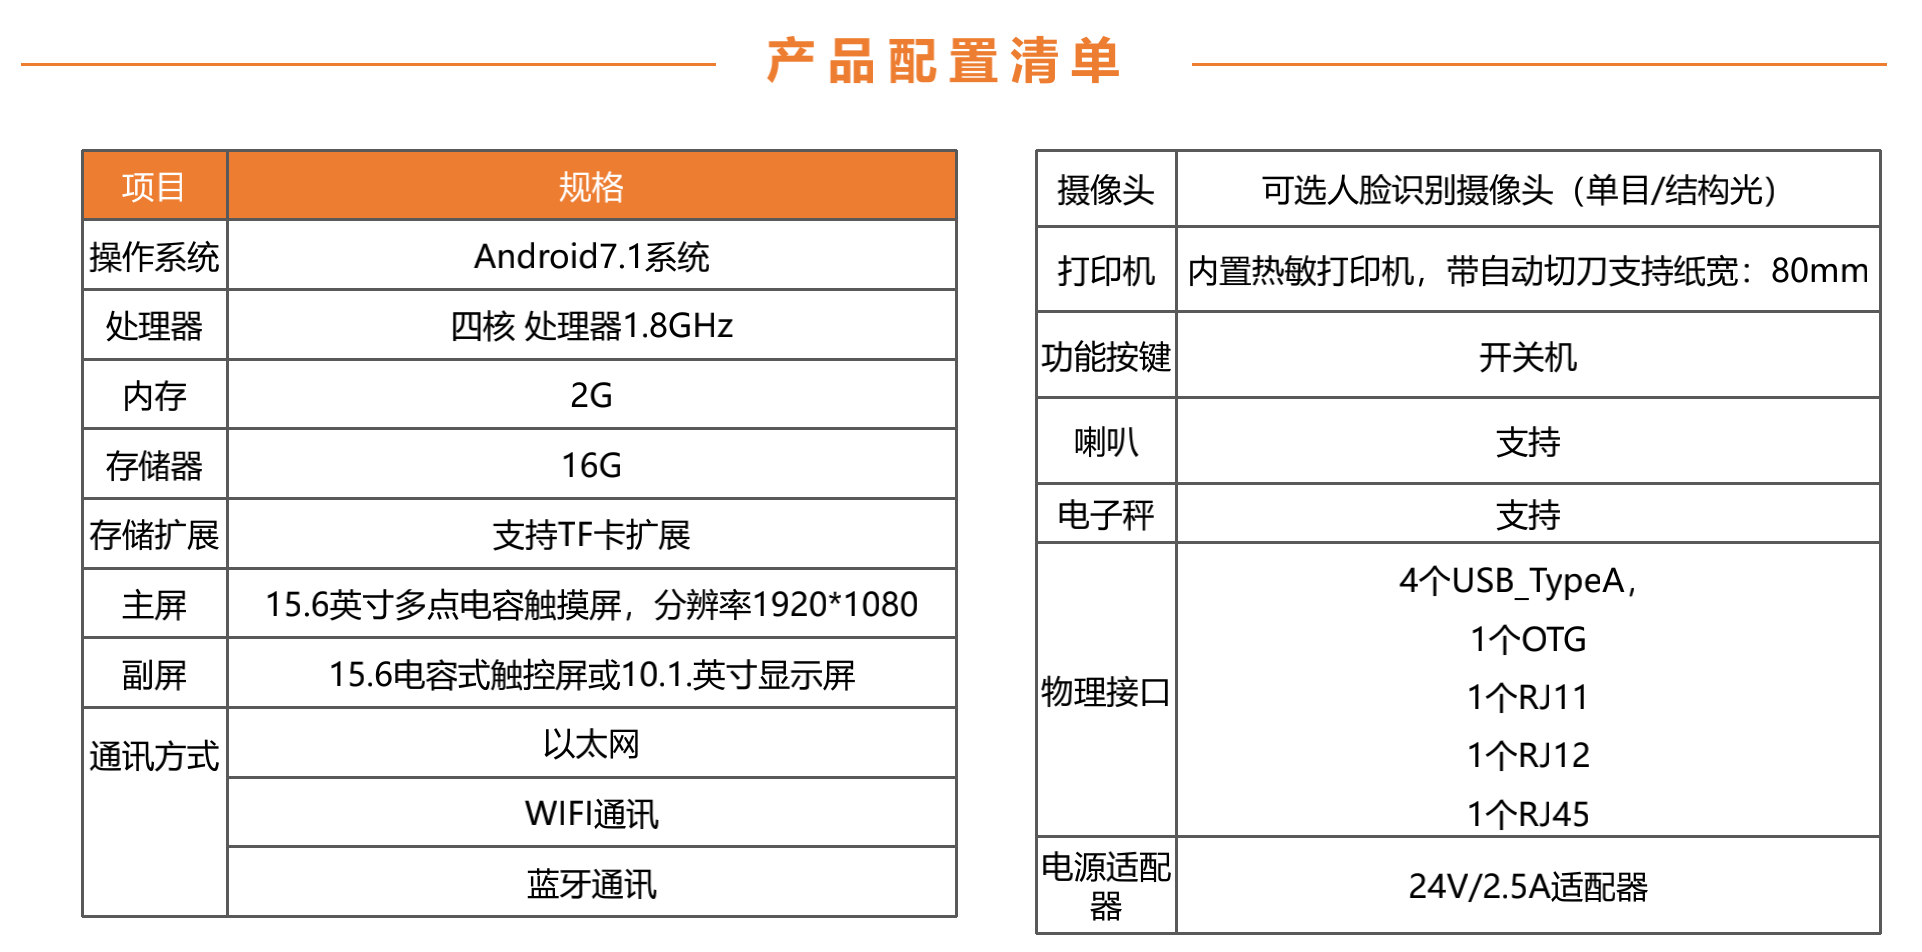 产品配置清单
项目 规格
操作系统 Android7.1系统
处理器 四核 处理器1.8GHz
内存 2G
存储器 16G
存储扩展 支持TF卡扩展
主屏 15.6英寸多点电容触摸屏，分辨率1920*1080
副屏 15.6电容式触控屏或10.1.英寸显示屏
通讯方式 以太网
WIFI通讯
蓝牙通讯
摄像头 可选人脸识别摄像头（单目/结构光）
打印机 内置热敏打印机，带自动切刀支持纸宽：80mm
功能按键 开关机
喇叭 支持
电子秤 支持
物理接口 4个USB_TypeA,
1个OTG
1个RJ11
1个RJ12
1个RJ45
电源适配
器 24V/2.5A适配器